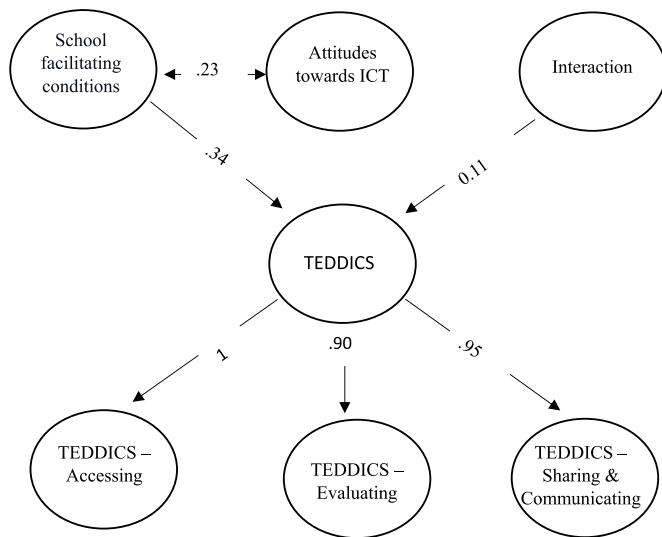 School
facilitating
conditions
.23
Attitudes
towards ICT
Interaction
.34
0.11
TEDDICS
1
.90
.95
TEDDICS –
Accessing
TEDDICS –
Evaluating
TEDDICS –
Sharing &
Communicating